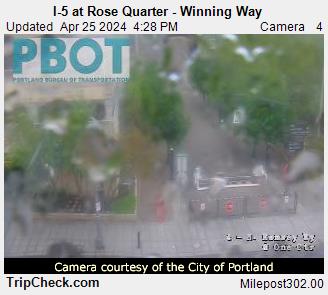 I-5 at Rose Quarter - Winning Way
Updated Apr 25 2024 4:28 PM Camera 4
PBOT
PORTLAND BUREAU OF TRANSPORTATION
Camera courtesy of the City of Portland
TripCheck.com Milepost302.00